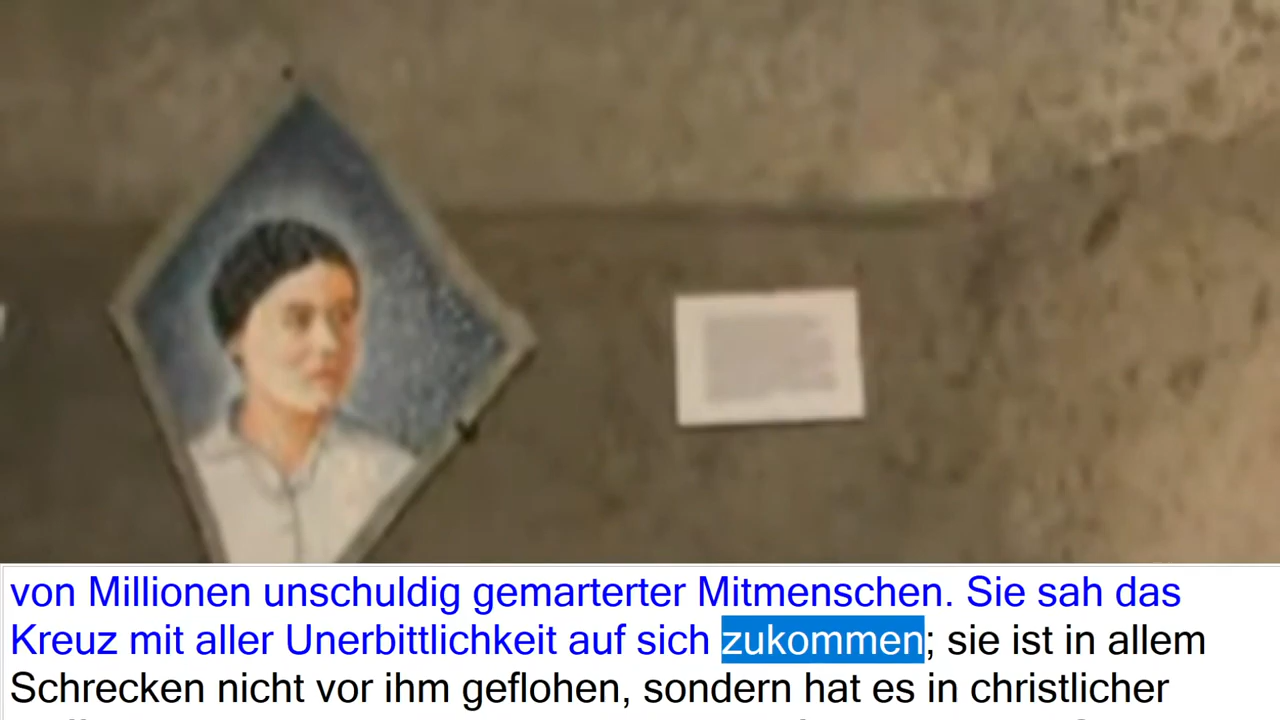 von Millionen unschuldig gemarterter Mitmenschen. Sie sah das
Kreuz mit aller Unerbittlichkeit auf sich zukommen; sie ist in allem
Schrecken nicht vor ihm geflohen, sondern hat es in christlicher